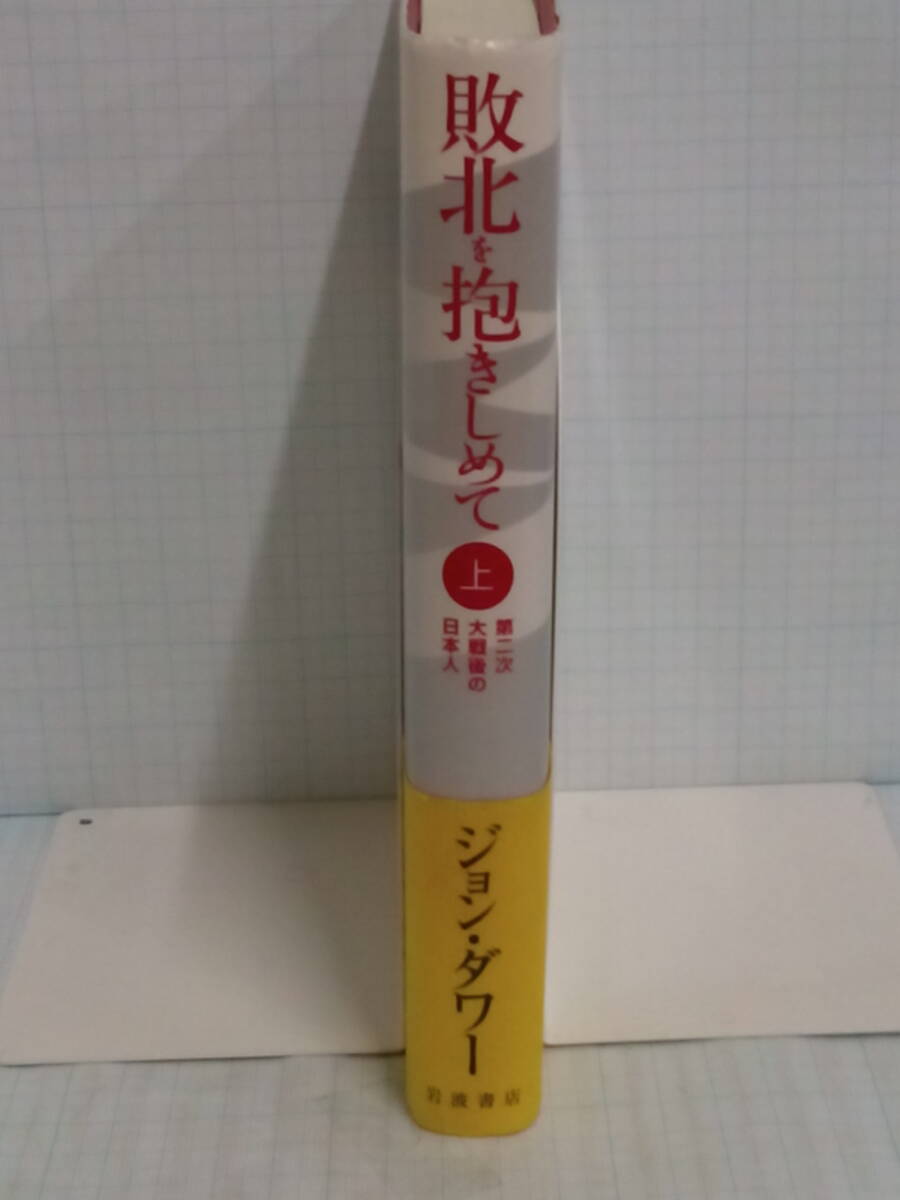 敗北を抱きしめて
上
第二次
大戦後の
日本人
ジョン・ダワー
岩波書店